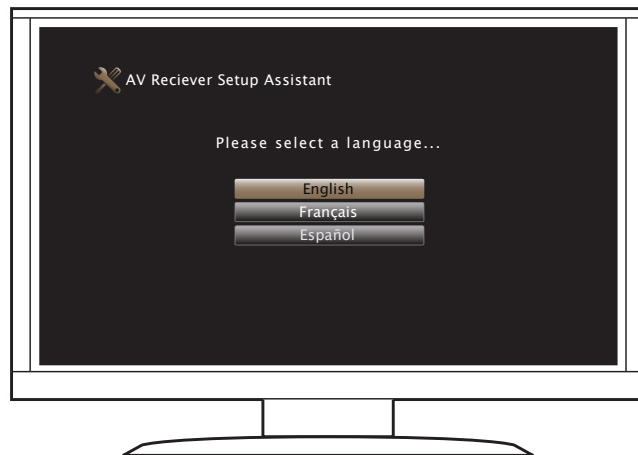 AV Reciever Setup Assistant
Please select a language...
English
Français
Español